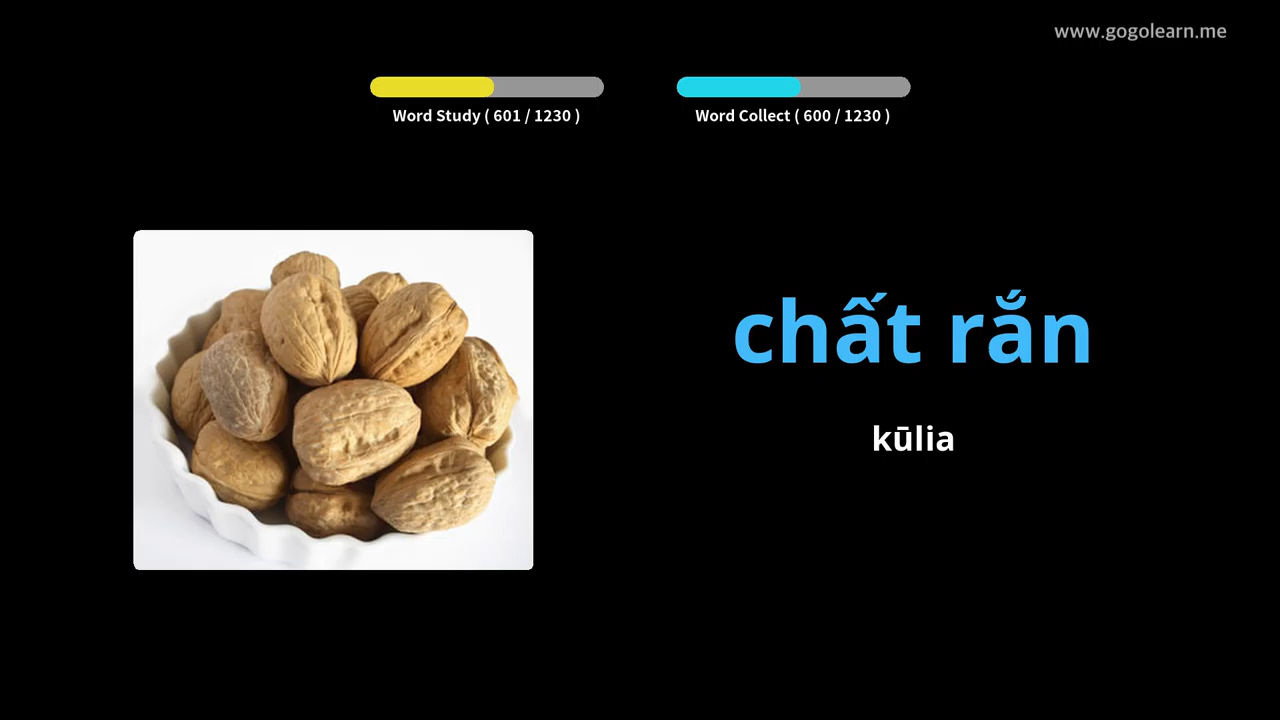 www.gogolearn.me
Word Study ( 601 / 1230 )
Word Collect ( 600 / 1230 )
chất rắn
kūlia